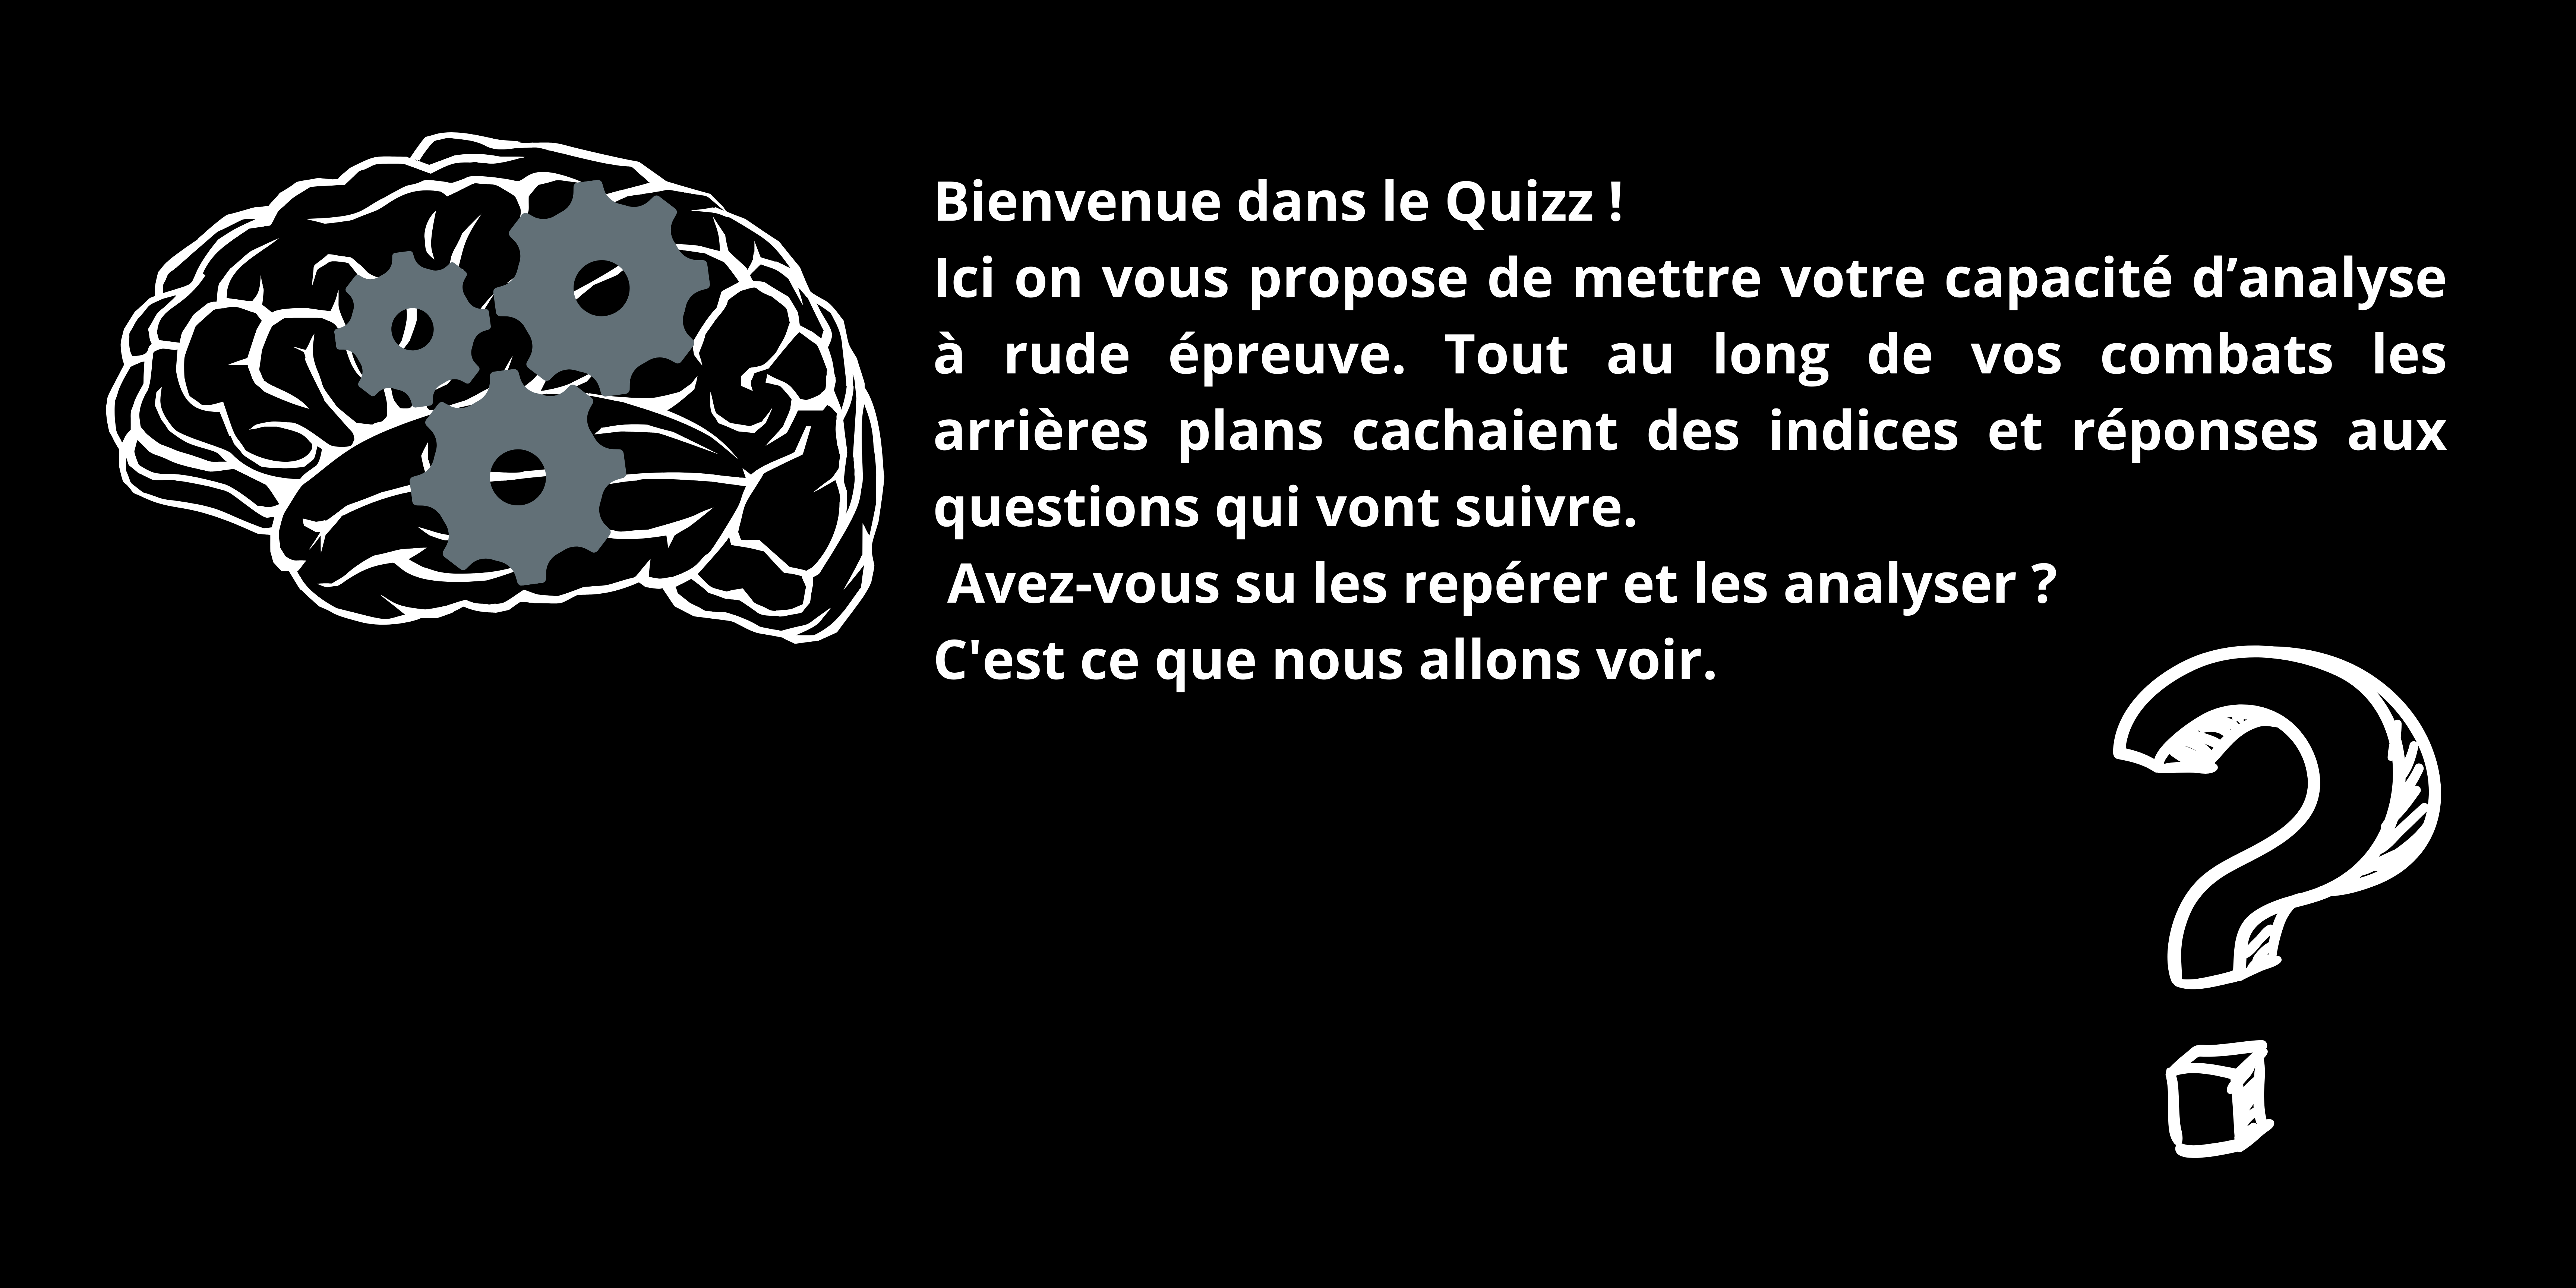 Bienvenue dans le Quizz !
Ici on vous propose de mettre votre capacité d’analyse
à rude épreuve. Tout au long de vos combats les
arrières plans cachaient des indices et réponses aux
questions qui vont suivre.
Avez-vous su les repérer et les analyser ?
C'est ce que nous allons voir.
?